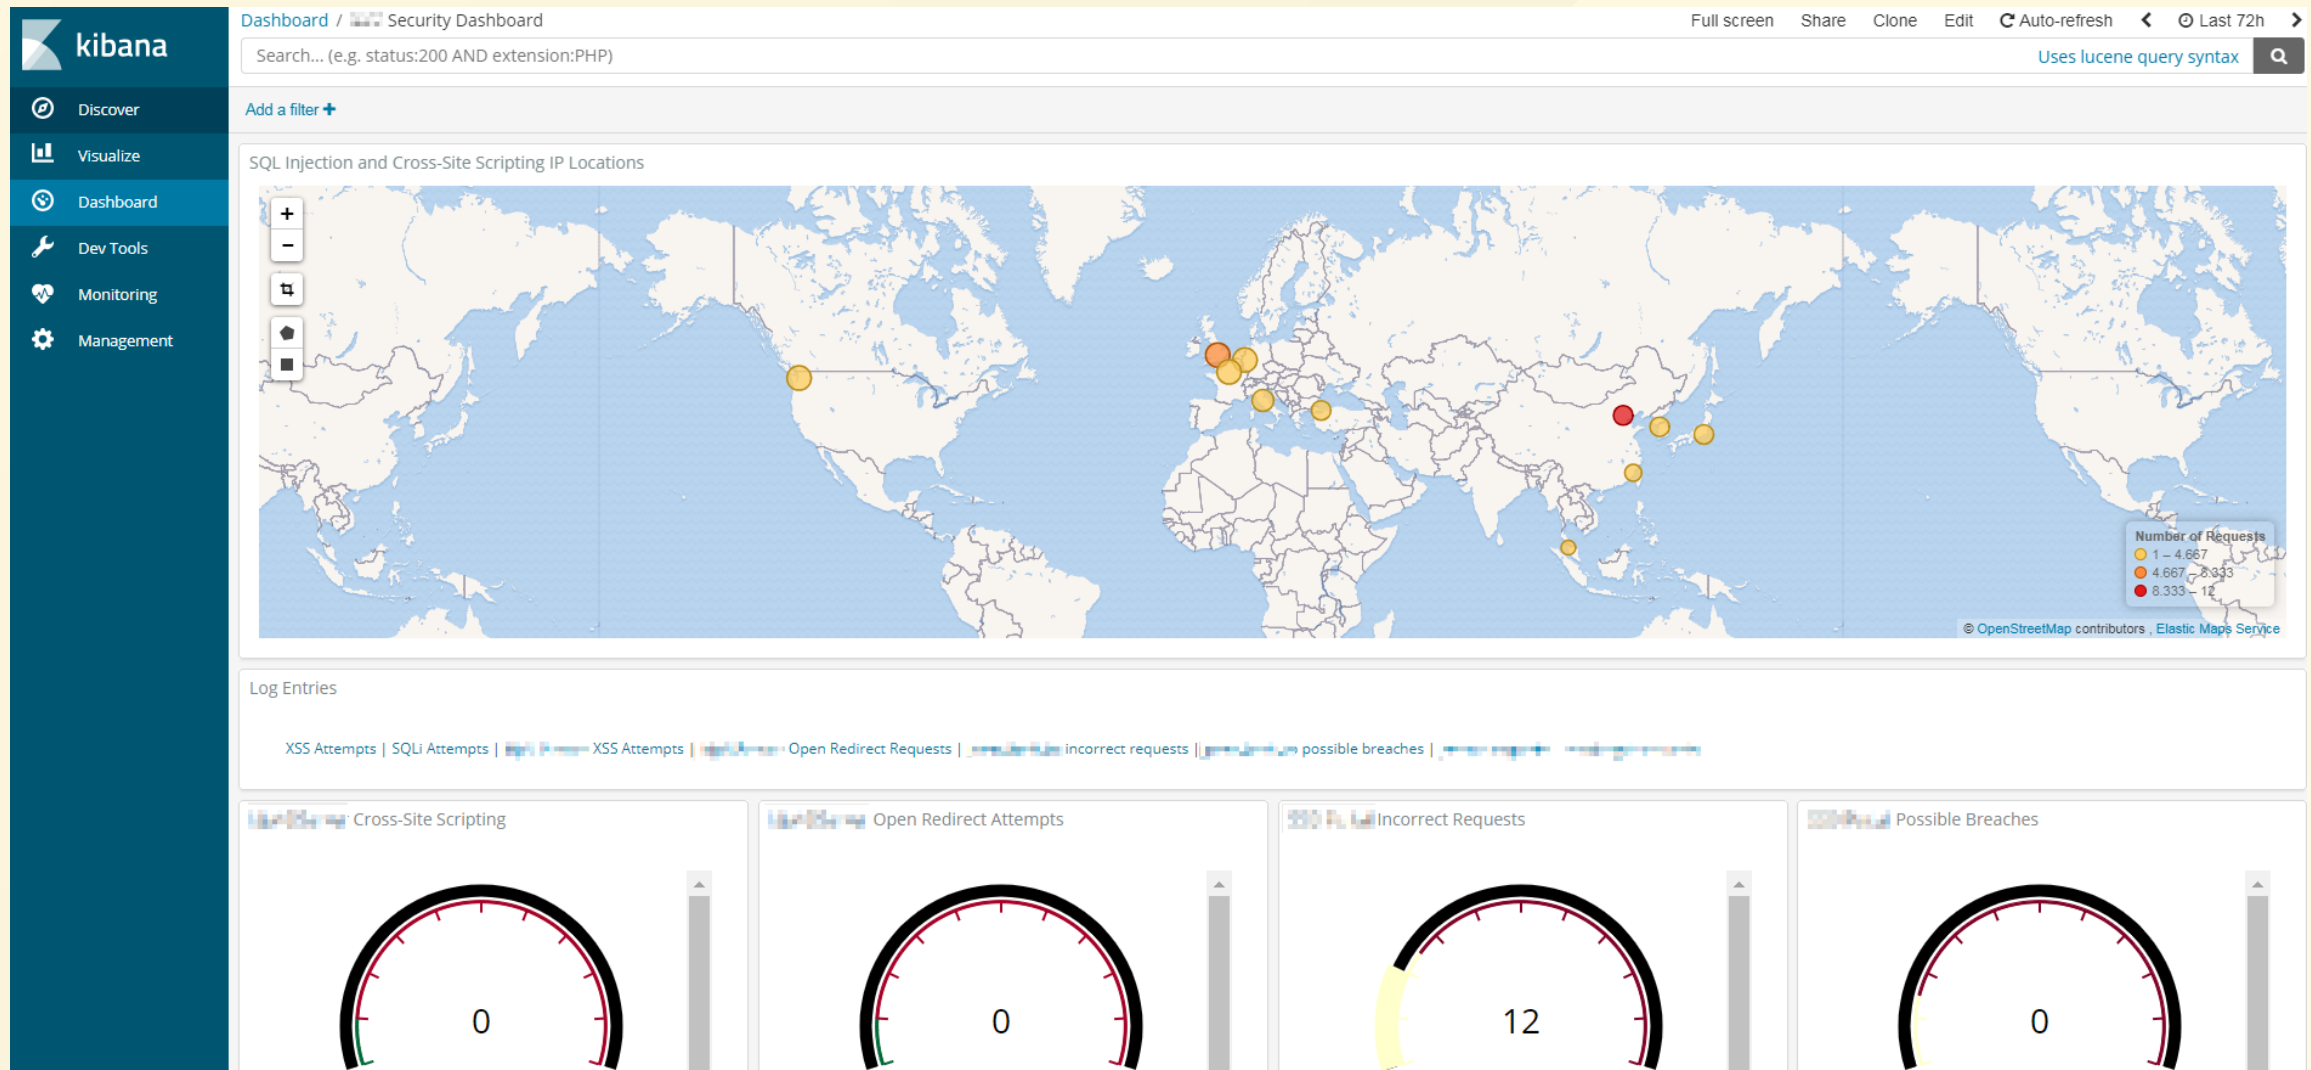 kibana
Discover
Visualize
Dashboard
Dev Tools
Monitoring
Management
Dashboard / Security Dashboard
Full screen Share Clone Edit Auto-refresh Last 72h
Search... (e.g. status:200 AND extension:PHP)
Uses lucene query syntax
Add a filter +
SQL Injection and Cross-Site Scripting IP Locations
+
−
Number of Requests
1 – 4.667
4.667 – 8.333
8.333 – 12
© OpenStreetMap contributors , Elastic Maps Service
Log Entries
XSS Attempts | SQLi Attempts | XSS Attempts | Open Redirect Requests | incorrect requests | possible breaches |
Cross-Site Scripting
0
Open Redirect Attempts
0
Incorrect Requests
12
Possible Breaches
0